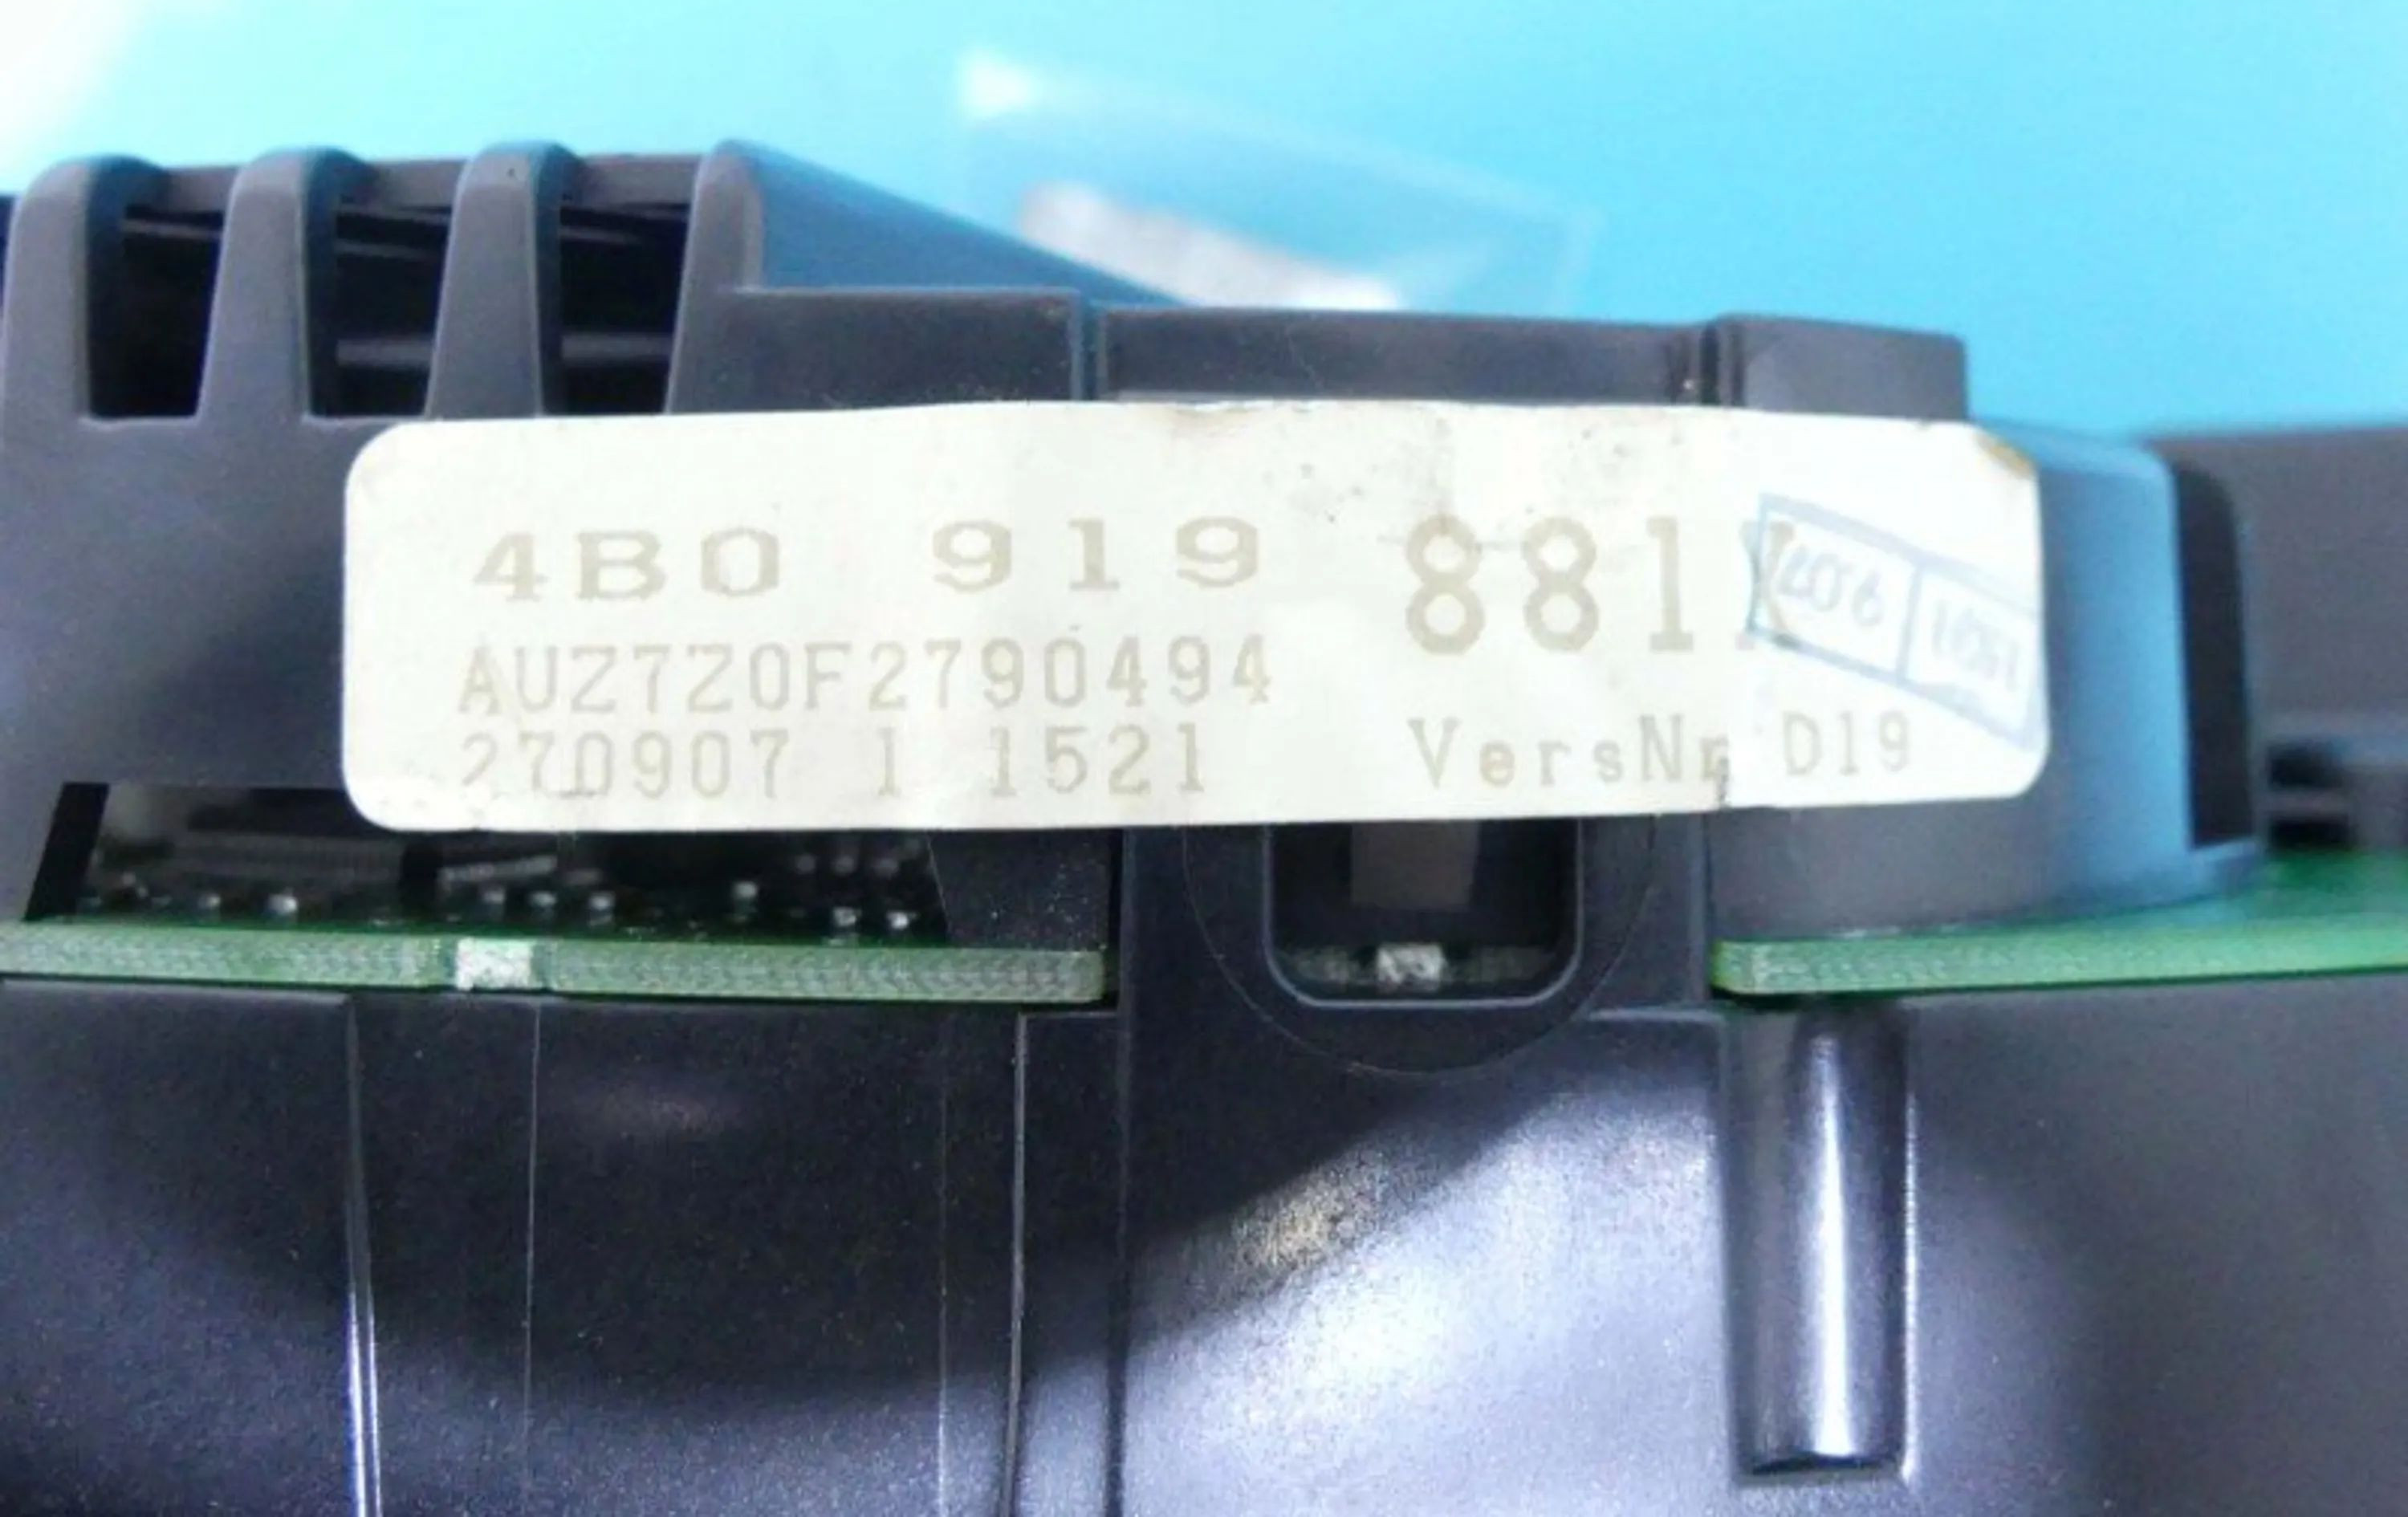 4B0 919 881
AUZ7Z0F2790494
270907 1 1521 VersNr D19